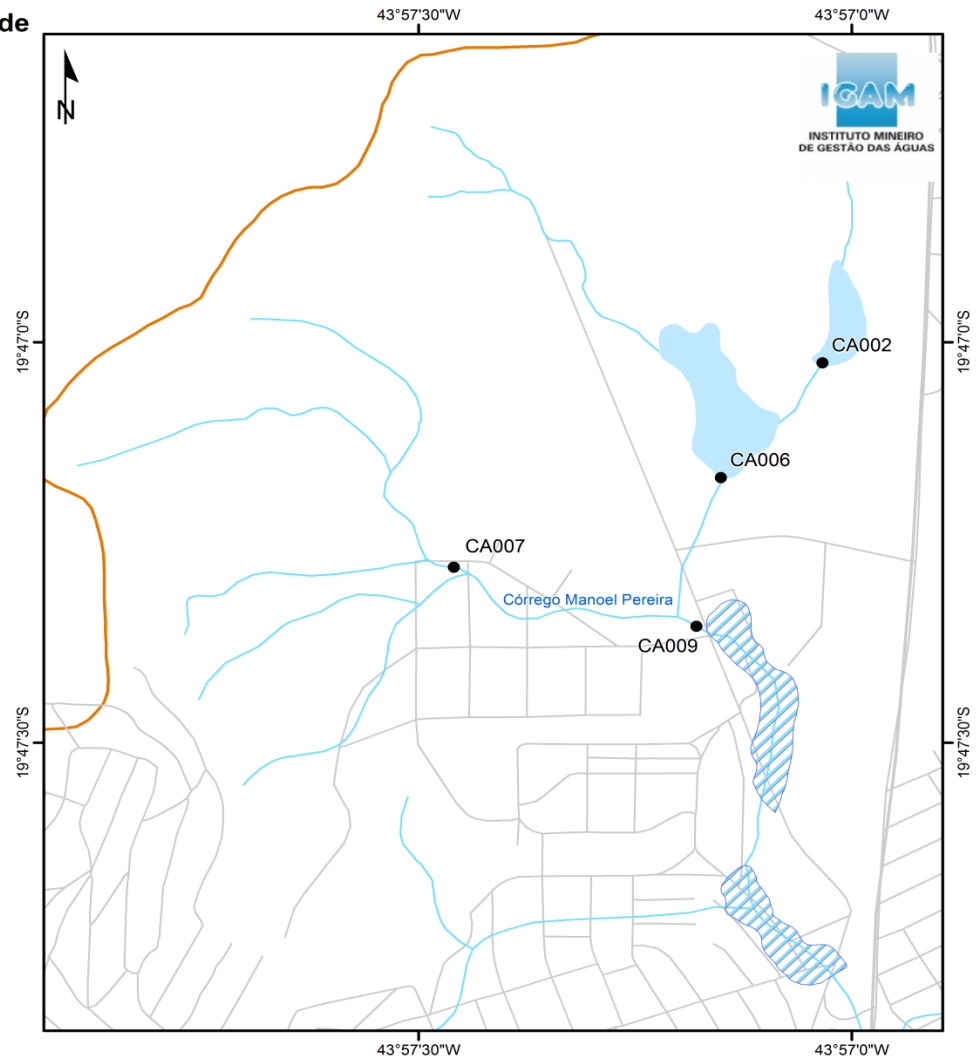 de
43°57'30"W
43°57'0"W
N
IGAM
INSTITUTO MINEIRO
DE GESTÃO DAS ÁGUAS
19°47'0"S
19°47'0"S
CA002
CA006
CA007
Córrego Manoel Pereira
CA009
19°47'30"S
19°47'30"S
43°57'30"W
43°57'0"W